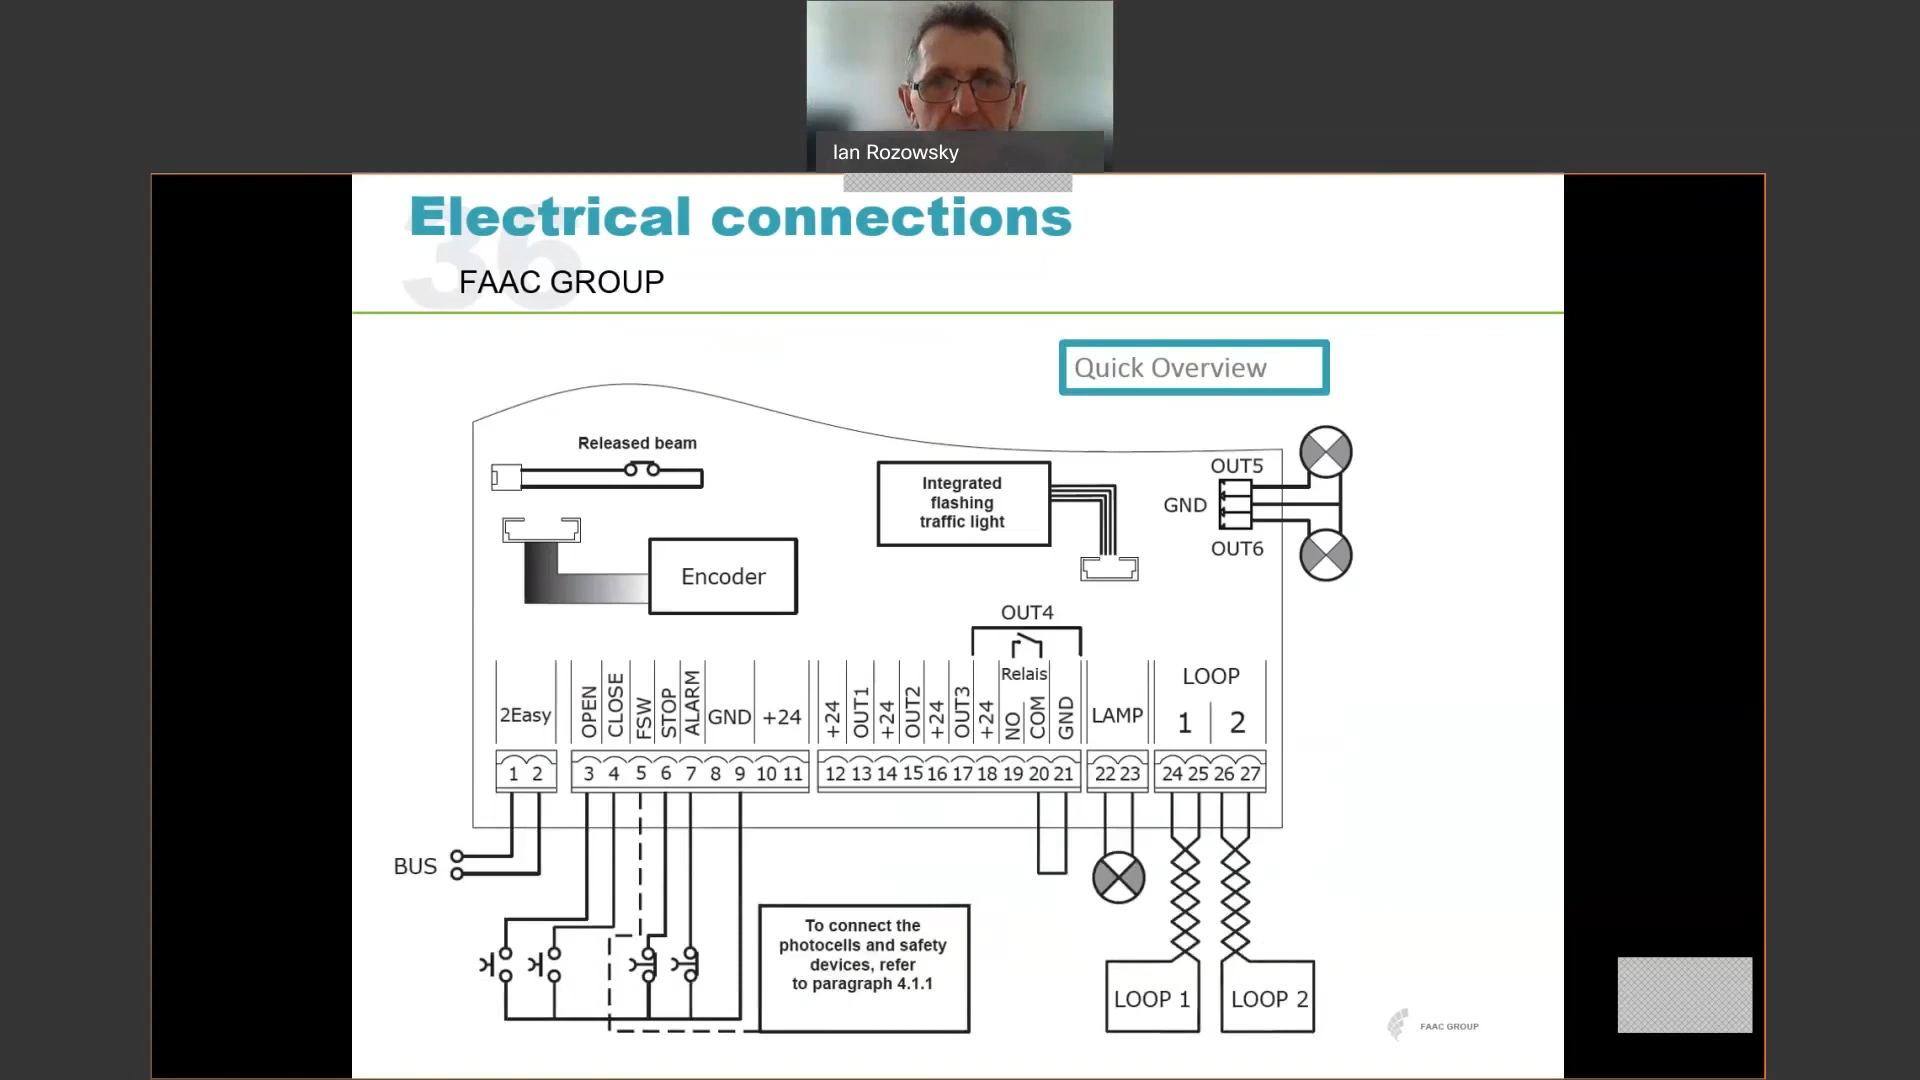 Ian Rozowsky
36
Electrical connections
FAAC GROUP
Quick Overview
Released beam
Integrated
flashing
traffic light
OUT5
GND
OUT6
Encoder
OUT4
Relais
2Easy
OPEN
CLOSE
FSW
STOP
ALARM
GND
+24
+24
OUT1
+24
OUT2
+24
OUT3
+24
NO
COM
GND
LAMP
LOOP
1 2
1 2 3 4 5 6 7 8 9 10 11 12 13 14 15 16 17 18 19 20 21 22 23 24 25 26 27
BUS
To connect the
photocells and safety
devices, refer
to paragraph 4.1.1
LOOP 1
LOOP 2
FAAC GROUP